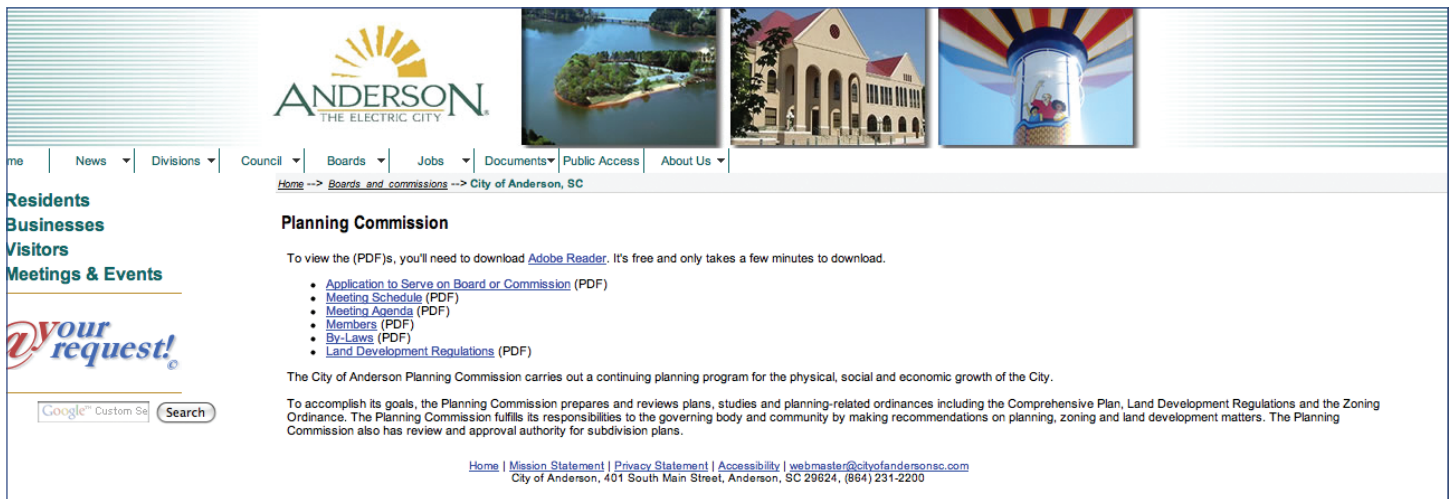 ANDERSON®
THE ELECTRIC CITY
me News Divisions Council Boards Jobs Documents Public Access About Us
Home --> Boards and commissions --> City of Anderson, SC
Residents
Businesses
Visitors
Meetings & Events
@your
request!©
Google™ Custom Se Search
Planning Commission
To view the (PDF)s, you'll need to download Adobe Reader. It's free and only takes a few minutes to download.
• Application to Serve on Board or Commission (PDF)
• Meeting Schedule (PDF)
• Meeting Agenda (PDF)
• Members (PDF)
• By-Laws (PDF)
• Land Development Regulations (PDF)
The City of Anderson Planning Commission carries out a continuing planning program for the physical, social and economic growth of the City.
To accomplish its goals, the Planning Commission prepares and reviews plans, studies and planning-related ordinances including the Comprehensive Plan, Land Development Regulations and the Zoning
Ordinance. The Planning Commission fulfills its responsibilities to the governing body and community by making recommendations on planning, zoning and land development matters. The Planning
Commission also has review and approval authority for subdivision plans.
Home | Mission Statement | Privacy Statement | Accessibility | webmaster@cityofandersonsc.com
City of Anderson, 401 South Main Street, Anderson, SC 29624, (864) 231-2200